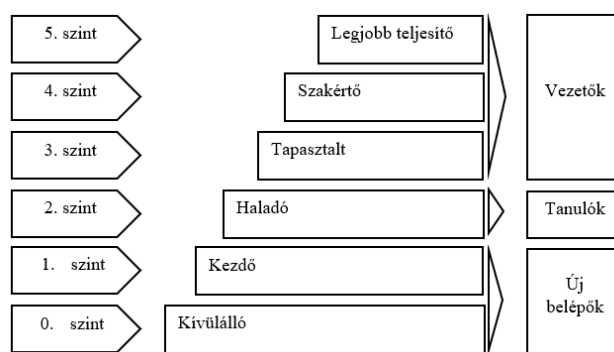 5. szint
Legjobb teljesítő
4. szint
Szakértő
Vezetők
3. szint
Tapasztalt
2. szint
Haladó
Tanulók
1. szint
Kezdő
Új
belépők
0. szint
Kívülálló